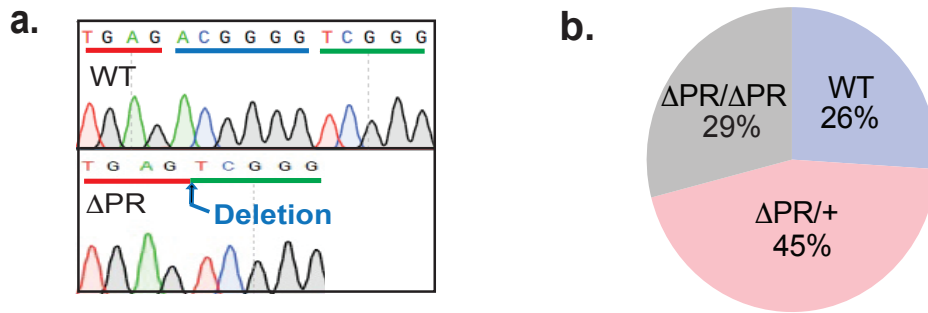 a.
T G A G A C G G G G T C G G G
WT
T G A G T C G G G
ΔPR
Deletion
b.
ΔPR/ΔPR
29%
WT
26%
ΔPR/+
45%